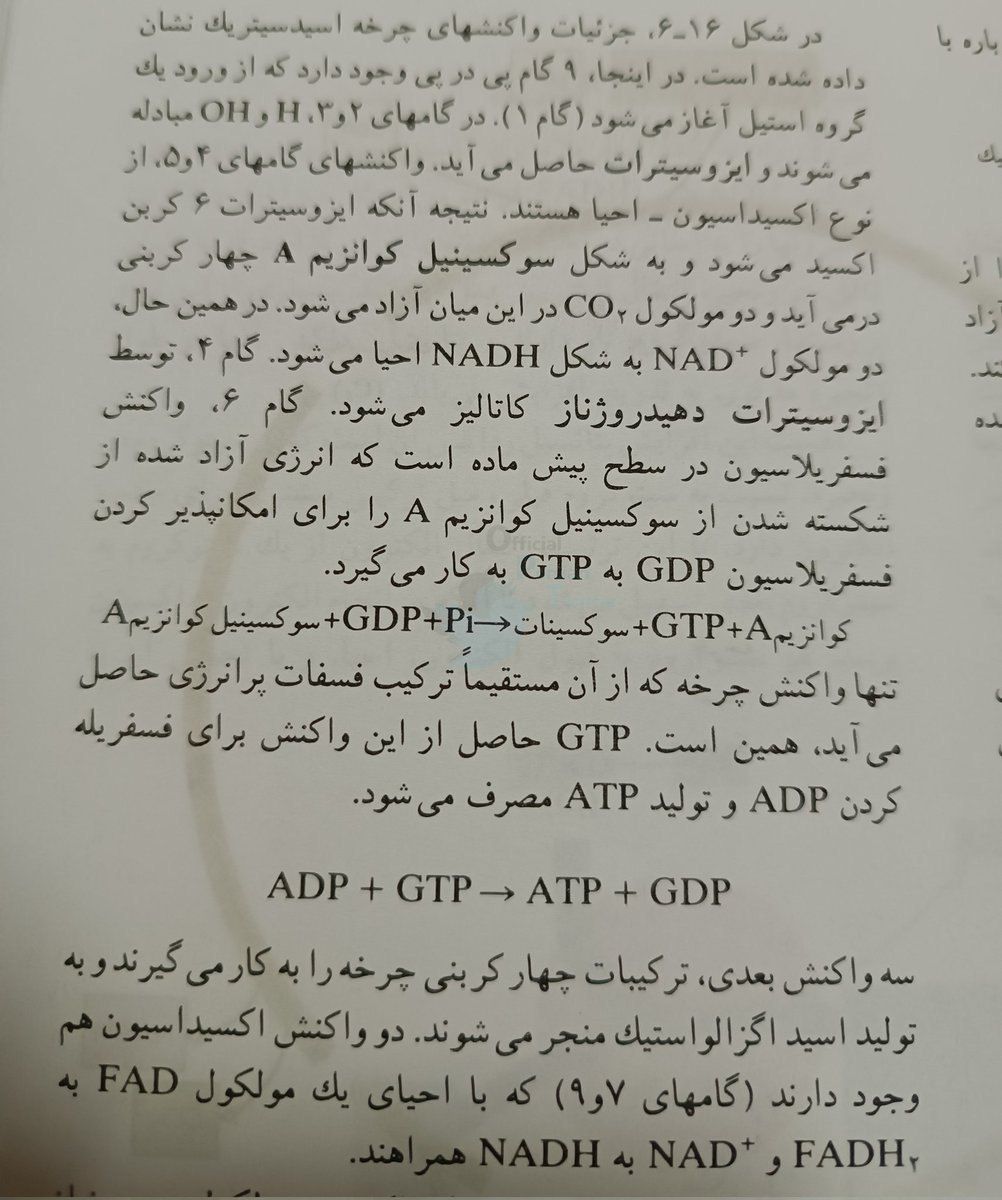 در شکل ۱۶-۶، جزئیات واکنشهای چرخه اسیدسیتریك نشان
داده شده است. در اینجا، ۹ گام پی در پی وجود دارد که از ورود یك
گروه استیل آغاز می شود (گام ۱). در گامهای ۲و۳، H و OH مبادله
می شوند و ایزوسیترات حاصل می آید. واکنشهای گامهای ۴و۵، از
نوع اکسیداسیون - احیا هستند. نتیجه آنکه ایزوسیترات ۶ کربن
اکسید می شود و به شکل سوکسینیل کوانزیم A چهار کربنی
درمی آید و دو مولکول CO۲ در این میان آزاد می شود. در همین حال،
دو مولکول NAD+ به شکل NADH احیا می شود. گام ۴، توسط
ایزوسیترات دهیدروژناز کاتالیز می شود. گام ۶، واکنش
فسفریلاسیون در سطح پیش ماده است که انرژی آزاد شده از
شکسته شدن از سوکسینیل کوانزیم A را برای امکانپذیر کردن
فسفریلاسیون GDP به GTP به کار می گیرد.
کوانزیمA+GTP+سوکسینات→GDP+Pi+سوکسینیل کوانزیمA
تنها واکنش چرخه که از آن مستقیماً ترکیب فسفات پرانرژی حاصل
می آید، همین است. GTP حاصل از این واکنش برای فسفریله
کردن ADP و تولید ATP مصرف می شود.
ADP + GTP → ATP + GDP
سه واکنش بعدی، ترکیبات چهار کربنی چرخه را به کار می گیرند و به
تولید اسید اگزالواستیك منجر می شوند. دو واکنش اکسیداسیون هم
وجود دارند (گامهای ۷و۹) که با احیای یك مولکول FAD به
FADH۲ و NAD+ به NADH همراهند.
باره با
یك
ا از
زاد
تند.
شده
Official